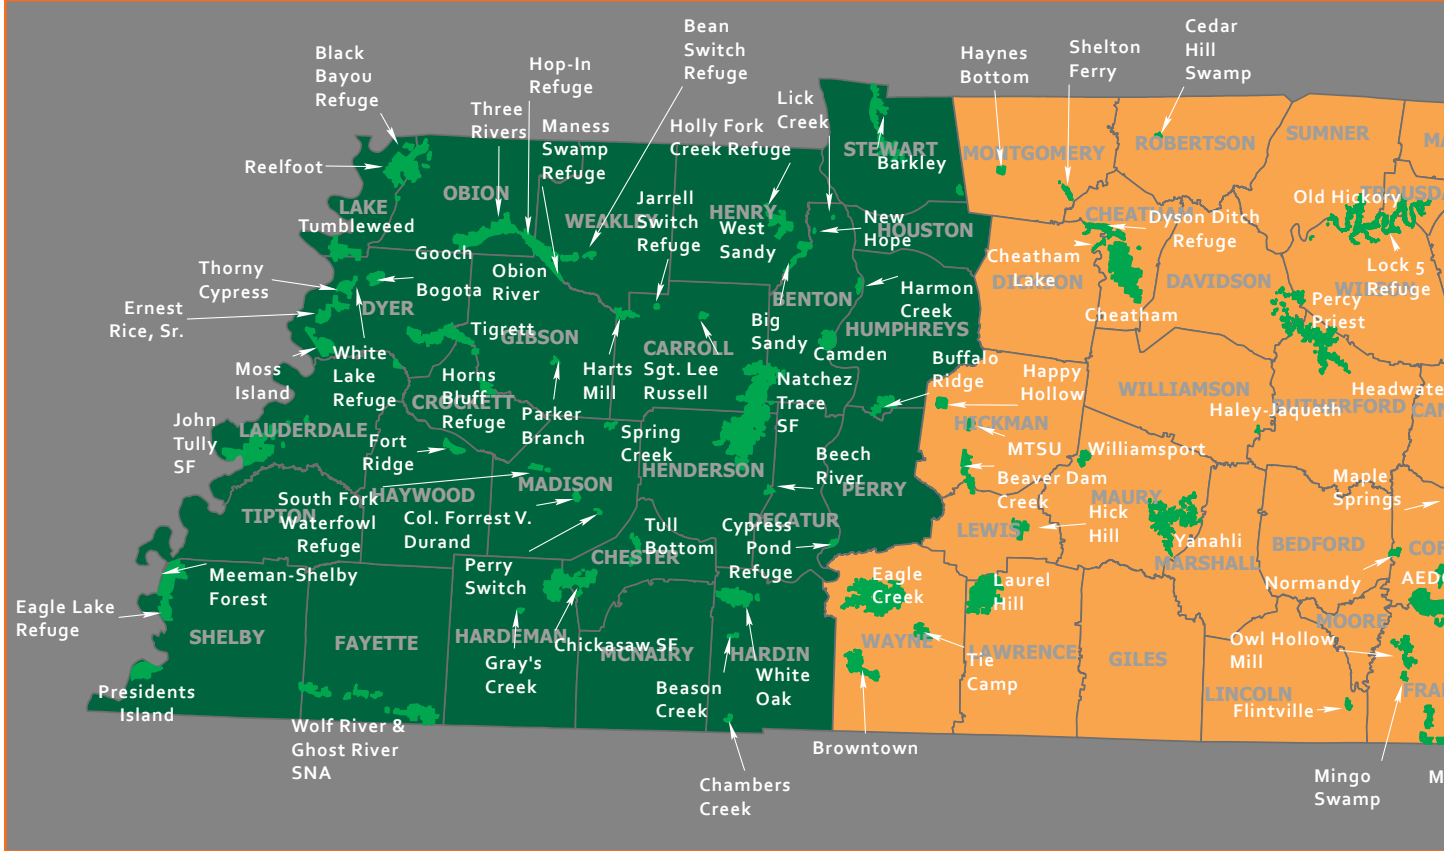 Black
Bayou
Refuge
Hop-In
Refuge
Bean
Switch
Refuge
Three
Rivers
Maness
Swamp
Refuge
Holly Fork
Creek Refuge
Lick
Creek
Haynes
Bottom
Shelton
Ferry
Cedar
Hill
Swamp
Reelfoot
OBION
LAKE
Tumbleweed
WEAKLEY
Jarrell
Switch
Refuge
HENRY
West
Sandy
STEWART
Barkley
New
Hope
HOUSTON
MONTGOMERY
ROBERTSON
SUMNER
Old Hickory
CHEATHAM
Dyson Ditch
Refuge
Cheatham
Lake
DICKSON
DAVIDSON
Lock 5
Refuge
Percy
Priest
Cheatham
Thorny
Cypress
Gooch
Bogota
Obion
River
Ernest
Rice, Sr.
DYER
Tigrett
GIBSON
BENTON
Harmon
Creek
HUMPHREYS
Big
Sandy
Camden
Moss
Island
White
Lake
Refuge
Horns
Bluff
Refuge
CROCKETT
Parker
Branch
Harts
Mill
CARROLL
Sgt. Lee
Russell
Natchez
Trace
SF
Buffalo
Ridge
Happy
Hollow
HICKMAN
MTSU
WILLIAMSON
Haley-Jaqueth
RUTHERFORD
Headwate
John
Tully
SF
LAUDERDALE
Fort
Ridge
Spring
Creek
HENDERSON
Beech
River
PERRY
Beaver Dam
Creek
Williamsport
MAURY
Hick
Hill
LEWIS
Yanahli
MARSHALL
BEDFORD
Maple
Springs
Normandy
TIPTON
South Fork
Waterfowl
Refuge
HAYWOOD
MADISON
Col. Forrest V.
Durand
Tull
Bottom
DECATUR
Cypress
Pond
Refuge
CHESTER
Perry
Switch
Meeman-Shelby
Forest
Eagle Lake
Refuge
SHELBY
FAYETTE
HARDEMAN
Chickasaw SF
MCNAIRY
HARDIN
Gray's
Creek
Beason
Creek
White
Oak
Eagle
Creek
Laurel
Hill
WAYNE
Tie
Camp
LAWRENCE
GILES
LINCOLN
MOORE
Owl Hollow
Mill
Flintville
Presidents
Island
Wolf River &
Ghost River
SNA
Browntown
Chambers
Creek
Mingo
Swamp